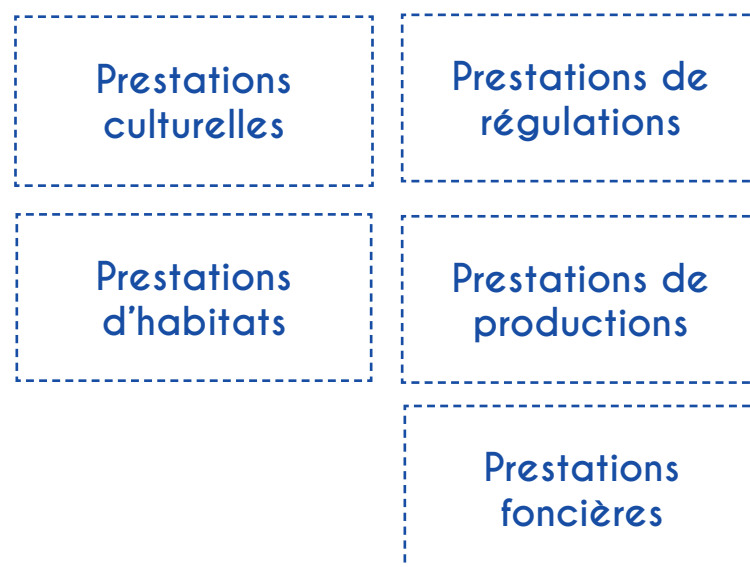 Prestations
culturelles
Prestations de
régulations
Prestations
d'habitats
Prestations de
productions
Prestations
foncières